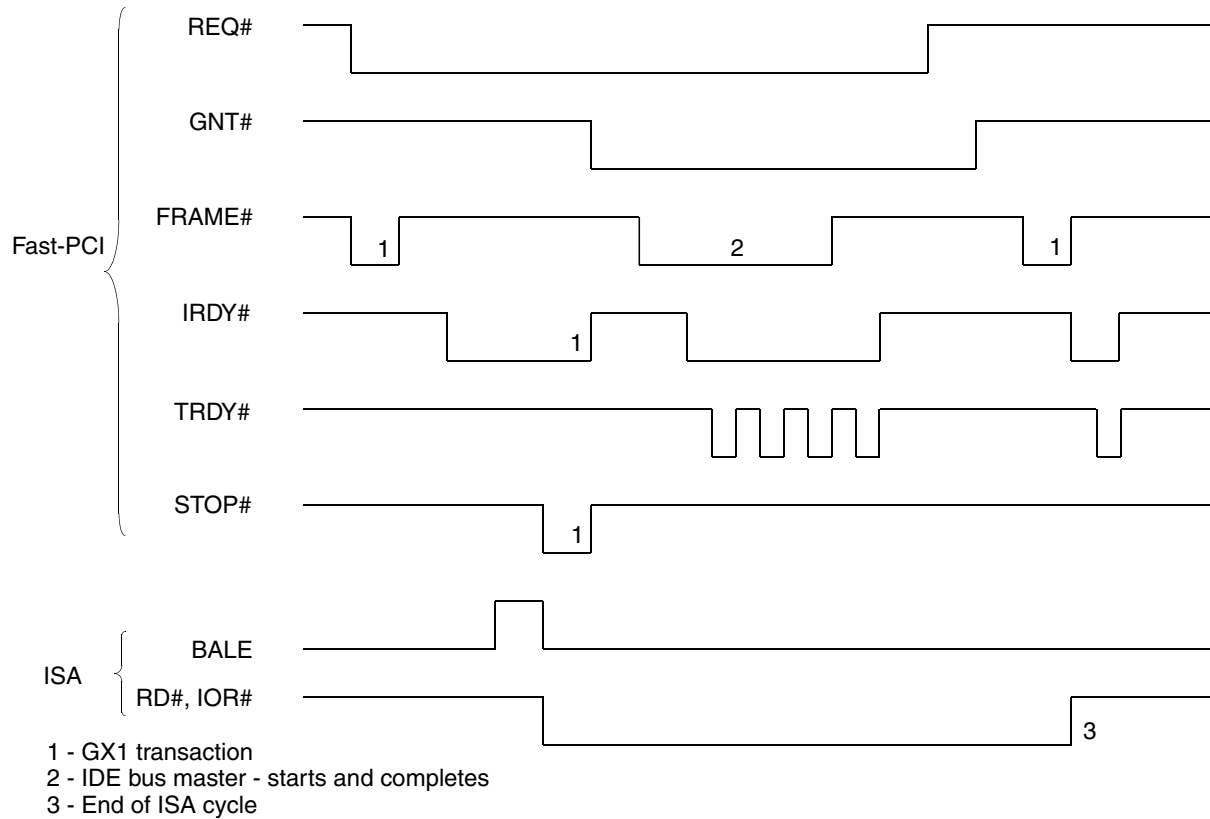 REQ#
GNT#
FRAME#
1
2
1
Fast-PCI
IRDY#
1
TRDY#
STOP#
1
BALE
ISA
RD#, IOR#
3
1 - GX1 transaction
2 - IDE bus master - starts and completes
3 - End of ISA cycle